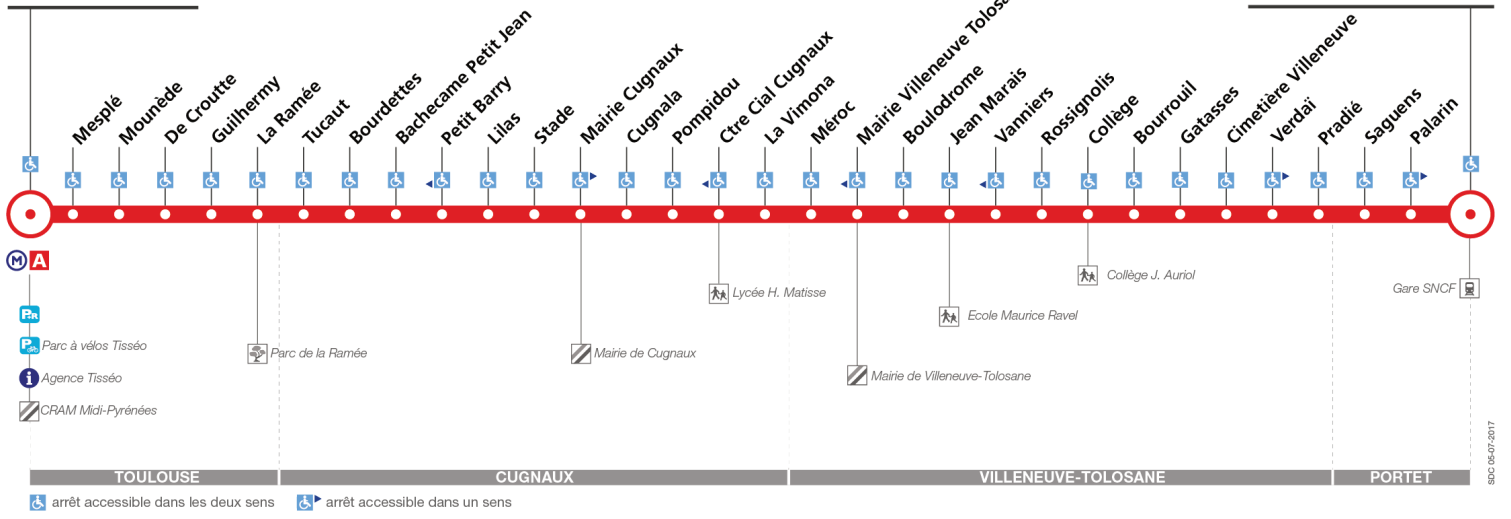 Mesplé
Mounède
De Croutte
Guilhermy
La Ramée
Tucaut
Bourdettes
Bachecame Petit Jean
Petit Barry
Lilas
Stade
Mairie Cugnaux
Cugnala
Pompidou
Ctre Cial Cugnaux
La Vimona
Méroc
Mairie Villeneuve
Boulodrome
Jean Marais
Vanniers
Rossignolis
Collège
Bourrouil
Gatasses
Cimetière Villeneuve
Verdaï
Pradié
Saguens
Palarin
M A
P+R
P
Parc à vélos Tisséo
i Agence Tisséo
CRAM Midi-Pyrénées
Parc de la Ramée
Mairie de Cugnaux
Lycée H. Matisse
Mairie de Villeneuve-Tolosane
Ecole Maurice Ravel
Collège J. Auriol
Gare SNCF
TOULOUSE
CUGNAUX
VILLENEUVE-TOLOSANE
PORTET
arrêt accessible dans les deux sens
arrêt accessible dans un sens
SDC 05-07-2017